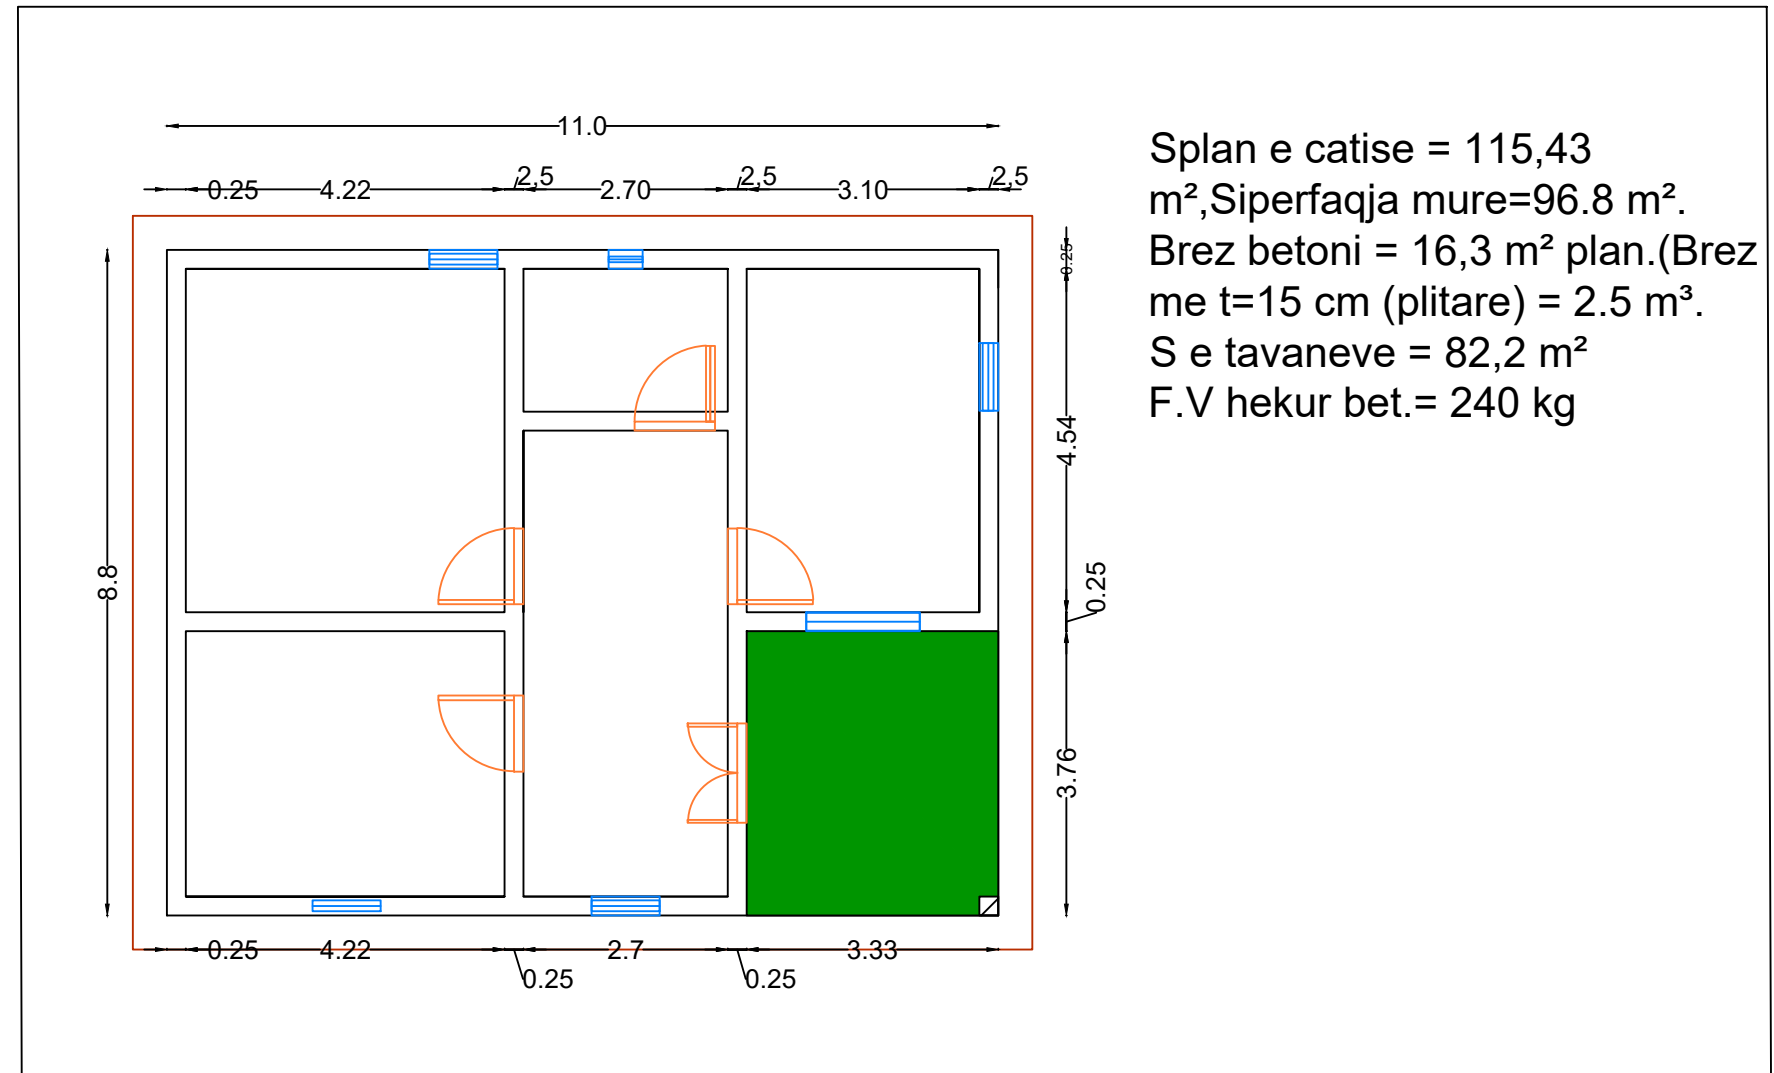 11.0
0.25 4.22 2,5 2.70 2,5 3.10 2,5
0.25
4.54
0.25
8.8
3.76
0.25 4.22 2.7 3.33
0.25 0.25
Splan e catise = 115,43
m²,Siperfaqja mure=96.8 m².
Brez betoni = 16,3 m² plan.(Brez
me t=15 cm (plitare) = 2.5 m³.
S e tavaneve = 82,2 m²
F.V hekur bet.= 240 kg